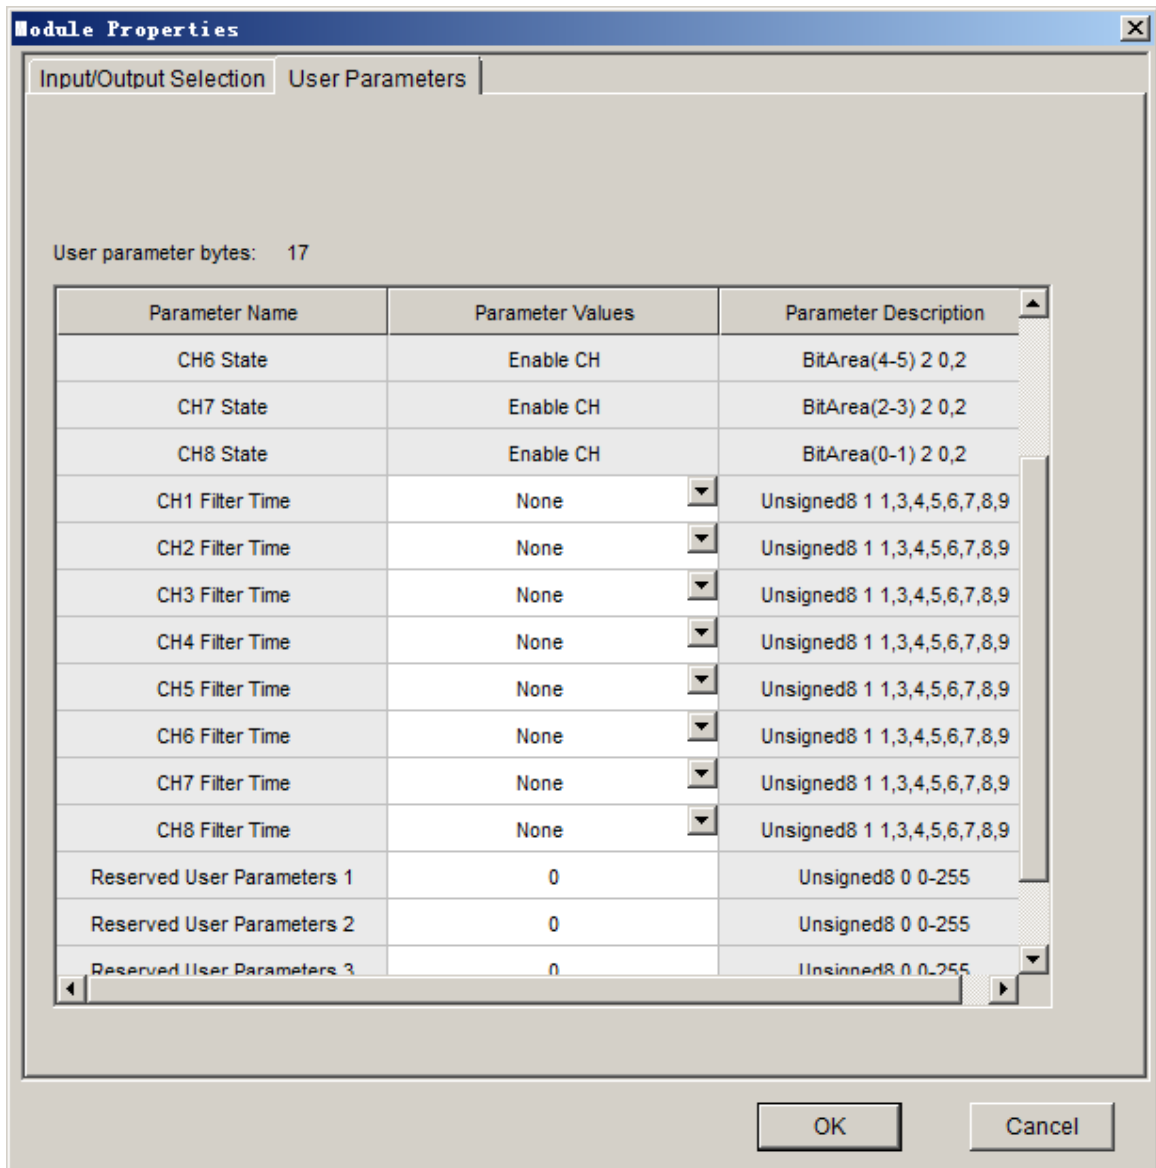 Module Properties
Input/Output Selection User Parameters
User parameter bytes: 17
Parameter Name Parameter Values Parameter Description
CH6 State Enable CH BitArea(4-5) 2 0,2
CH7 State Enable CH BitArea(2-3) 2 0,2
CH8 State Enable CH BitArea(0-1) 2 0,2
CH1 Filter Time None Unsigned8 1 1,3,4,5,6,7,8,9
CH2 Filter Time None Unsigned8 1 1,3,4,5,6,7,8,9
CH3 Filter Time None Unsigned8 1 1,3,4,5,6,7,8,9
CH4 Filter Time None Unsigned8 1 1,3,4,5,6,7,8,9
CH5 Filter Time None Unsigned8 1 1,3,4,5,6,7,8,9
CH6 Filter Time None Unsigned8 1 1,3,4,5,6,7,8,9
CH7 Filter Time None Unsigned8 1 1,3,4,5,6,7,8,9
CH8 Filter Time None Unsigned8 1 1,3,4,5,6,7,8,9
Reserved User Parameters 1 0 Unsigned8 0 0-255
Reserved User Parameters 2 0 Unsigned8 0 0-255
Reserved User Parameters 3 0 Unsigned8 0 0-255
OK Cancel